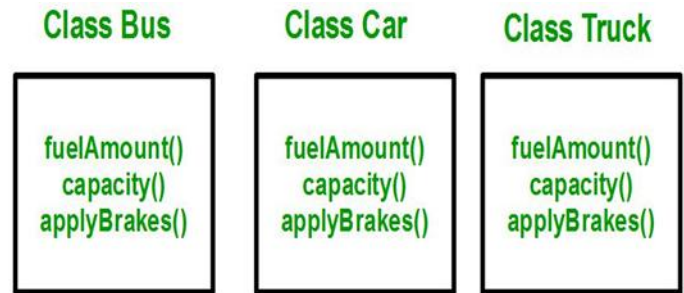 Class Bus
Class Car
Class Truck
fuelAmount()
capacity()
applyBrakes()
fuelAmount()
capacity()
applyBrakes()
fuelAmount()
capacity()
applyBrakes()